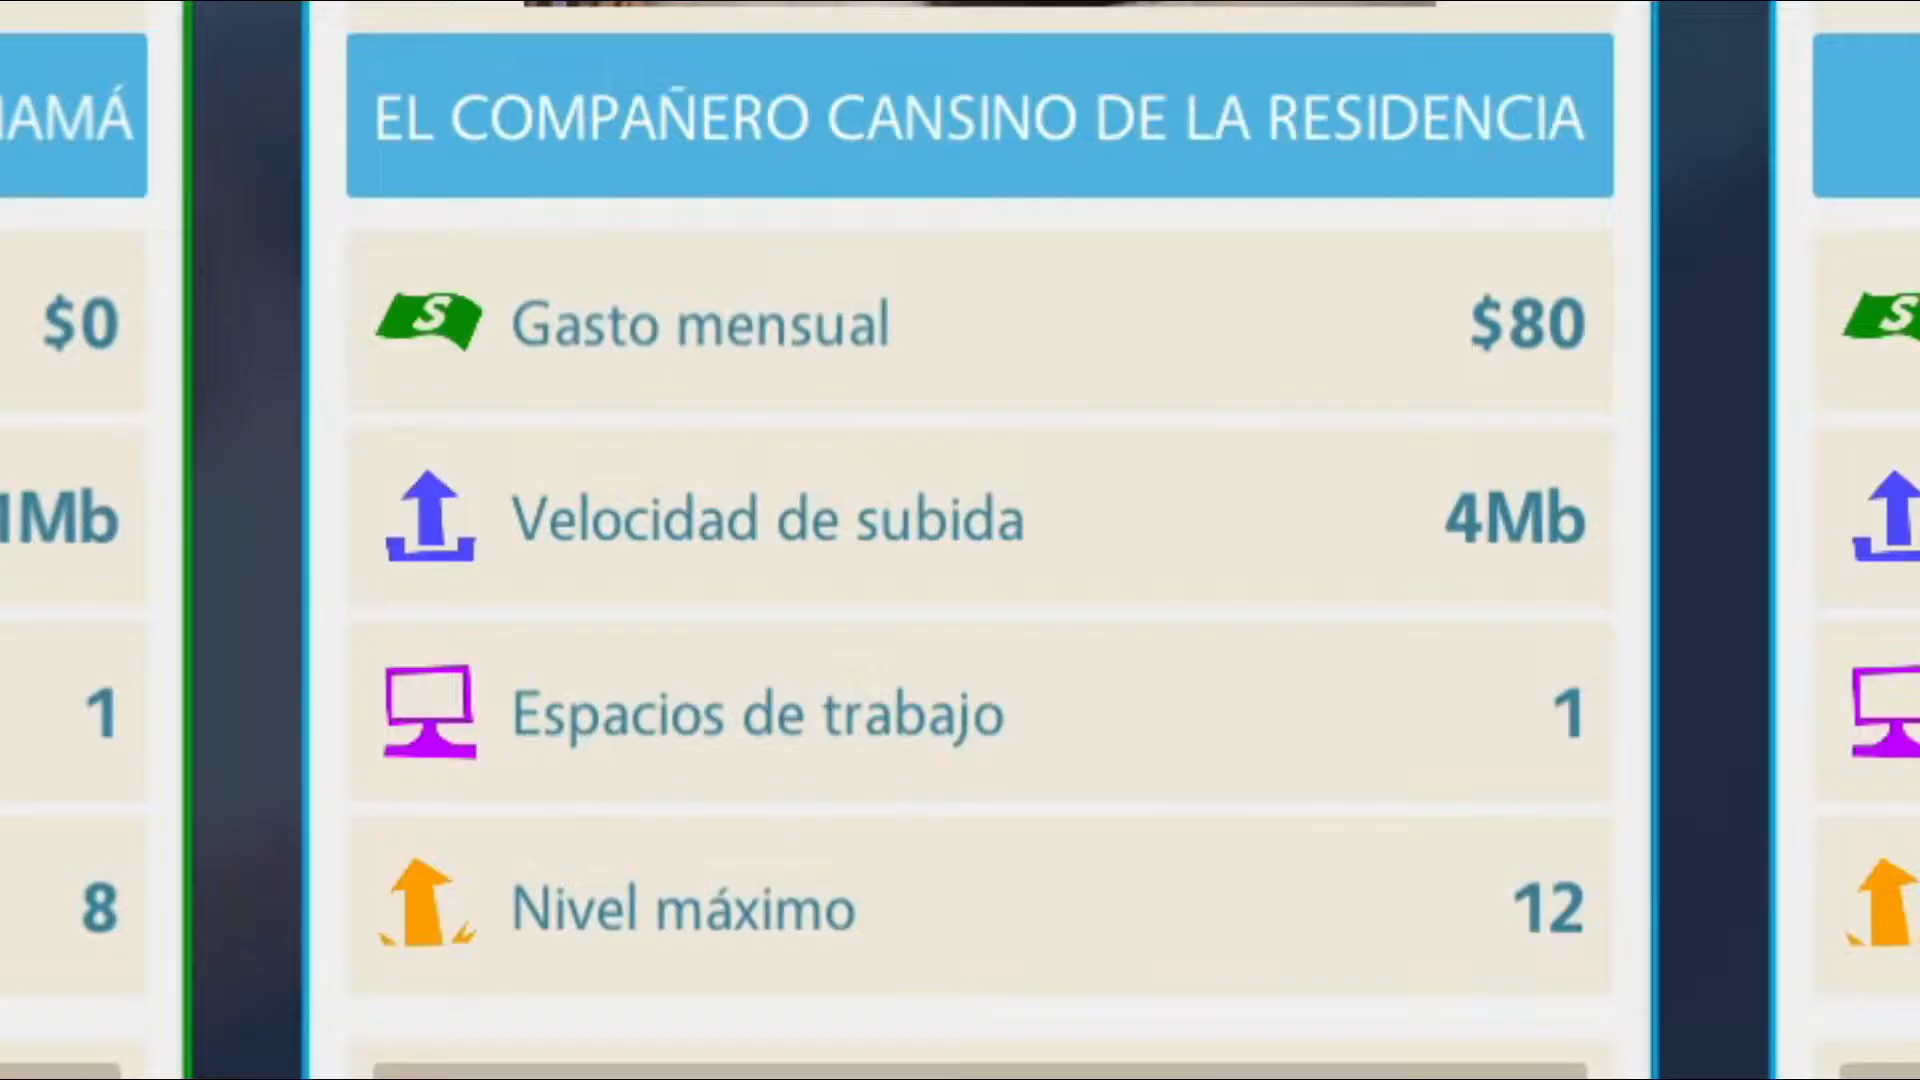 AMÁ
$0
1Mb
1
8
EL COMPAÑERO CANSINO DE LA RESIDENCIA
Gasto mensual $80
Velocidad de subida 4Mb
Espacios de trabajo 1
Nivel máximo 12